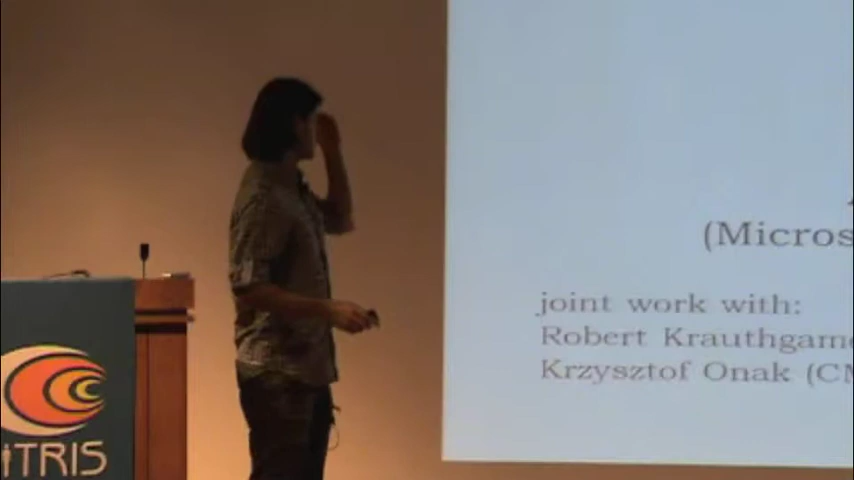 (Micros
joint work with:
Robert Krauthgame
Krzysztof Onak (CM
iTRIS